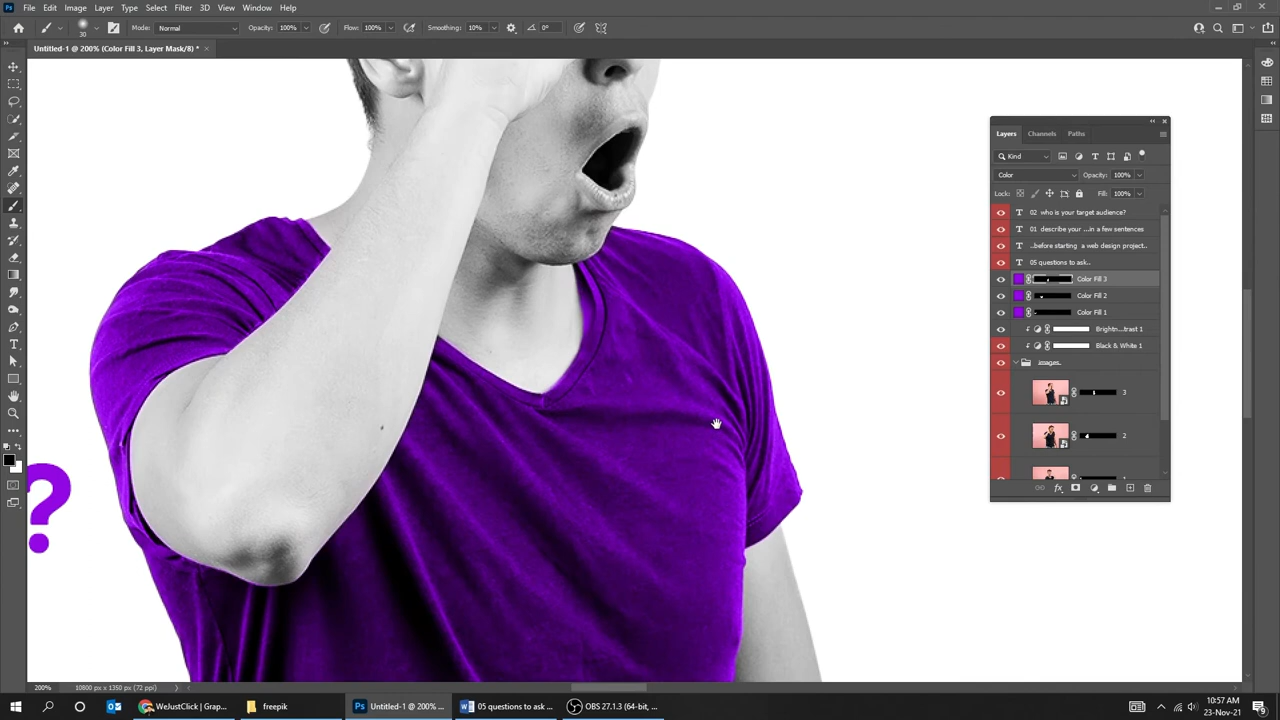 File Edit Image Layer Type Select Filter 3D View Window Help
30 Mode: Normal Opacity: 100% Flow: 100% Smoothing: 10% 0°
Untitled-1 @ 200% (Color Fill 3, Layer Mask/8) *
Layers Channels Paths
Kind
Color Opacity: 100%
Lock: Fill: 100%
02 who is your target audience?
01 describe your ...in a few sentences
...before starting a web design project..
05 questions to ask..
Color Fill 3
Color Fill 2
Color Fill 1
Brightn...trast 1
Black & White 1
images.
3
2
?
200% 10800 px x 1350 px (72 ppi)
WeJustClick | Grap...
freepik
Untitled-1 @ 200% ...
05 questions to ask ...
OBS 27.1.3 (64-bit, ...
10:57 AM
23-Nov-21